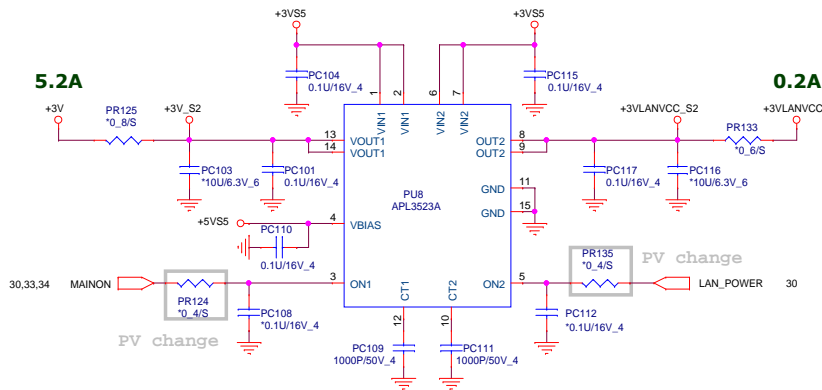 +3VS5
+3VS5
PC104
0.1U/16V_4
PC115
0.1U/16V_4
5.2A
0.2A
1
2
6
7
+3V
PR125
*0_8/S
+3V_S2
VIN1
VIN1
VIN2
VIN2
+3VLANVCC_S2
PR133
*0_6/S
+3VLANVCC
13
14
VOUT1
VOUT1
OUT2
OUT2
8
9
PC103
*10U/6.3V_6
PC101
0.1U/16V_4
PC117
0.1U/16V_4
PC116
*10U/6.3V_6
PU8
APL3523A
GND
11
GND
15
+5VS5
4
VBIAS
PC110
0.1U/16V_4
30,33,34
MAINON
PR124
*0_4/S
3
ON1
ON2
5
PR135
*0_4/S
PV change
LAN_POWER
30
CT1
CT2
PC108
*0.1U/16V_4
PV change
12
10
PC112
*0.1U/16V_4
PC109
1000P/50V_4
PC111
1000P/50V_4